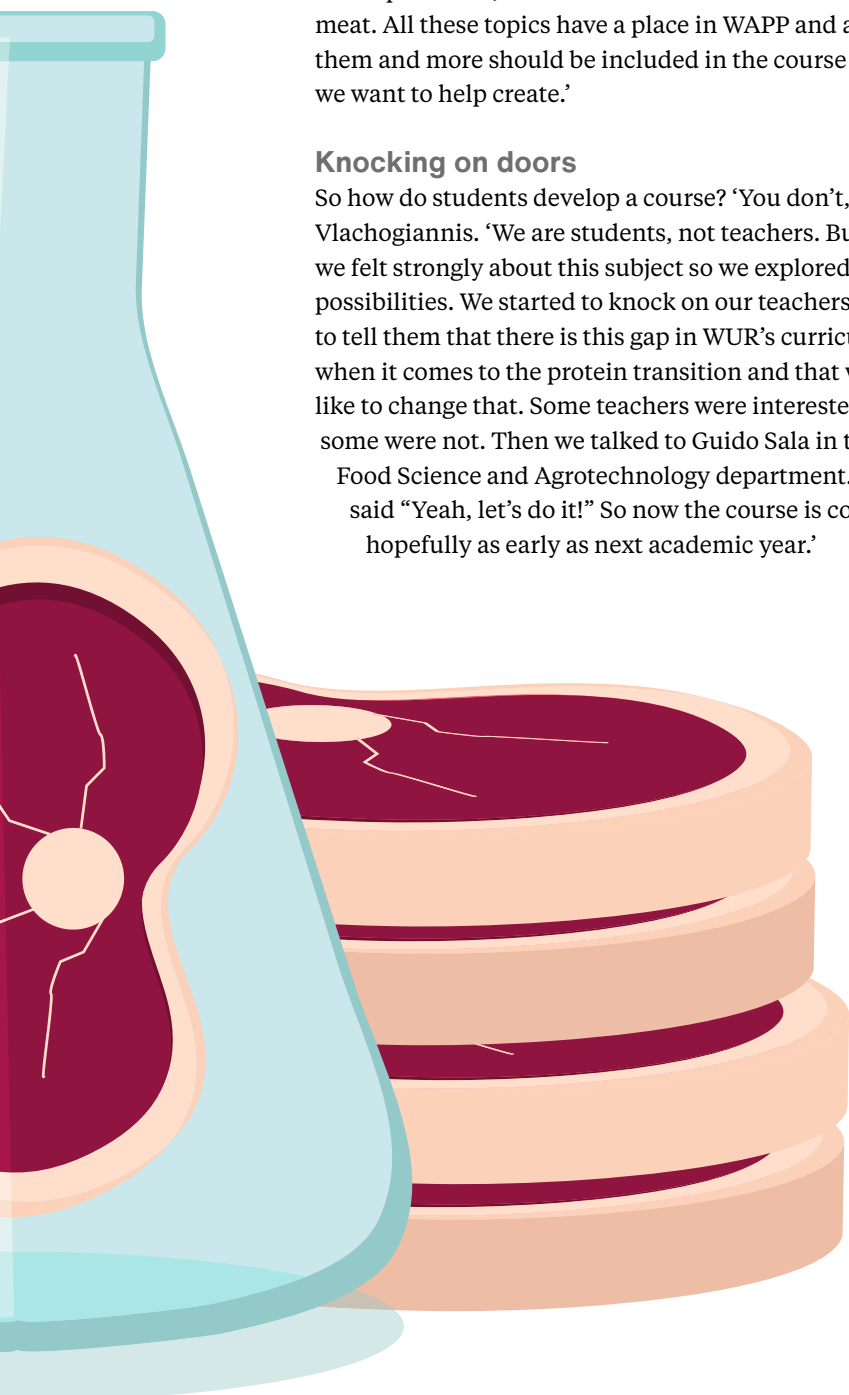 meat. All these topics have a place in WAPP and a
them and more should be included in the course
we want to help create.’
Knocking on doors
So how do students develop a course? ‘You don’t,
Vlachogiannis. ‘We are students, not teachers. Bu
we felt strongly about this subject so we explored
possibilities. We started to knock on our teachers
to tell them that there is this gap in WUR’s curricu
when it comes to the protein transition and that
like to change that. Some teachers were intereste
some were not. Then we talked to Guido Sala in t
Food Science and Agrotechnology department.
said “Yeah, let’s do it!” So now the course is co
hopefully as early as next academic year.’